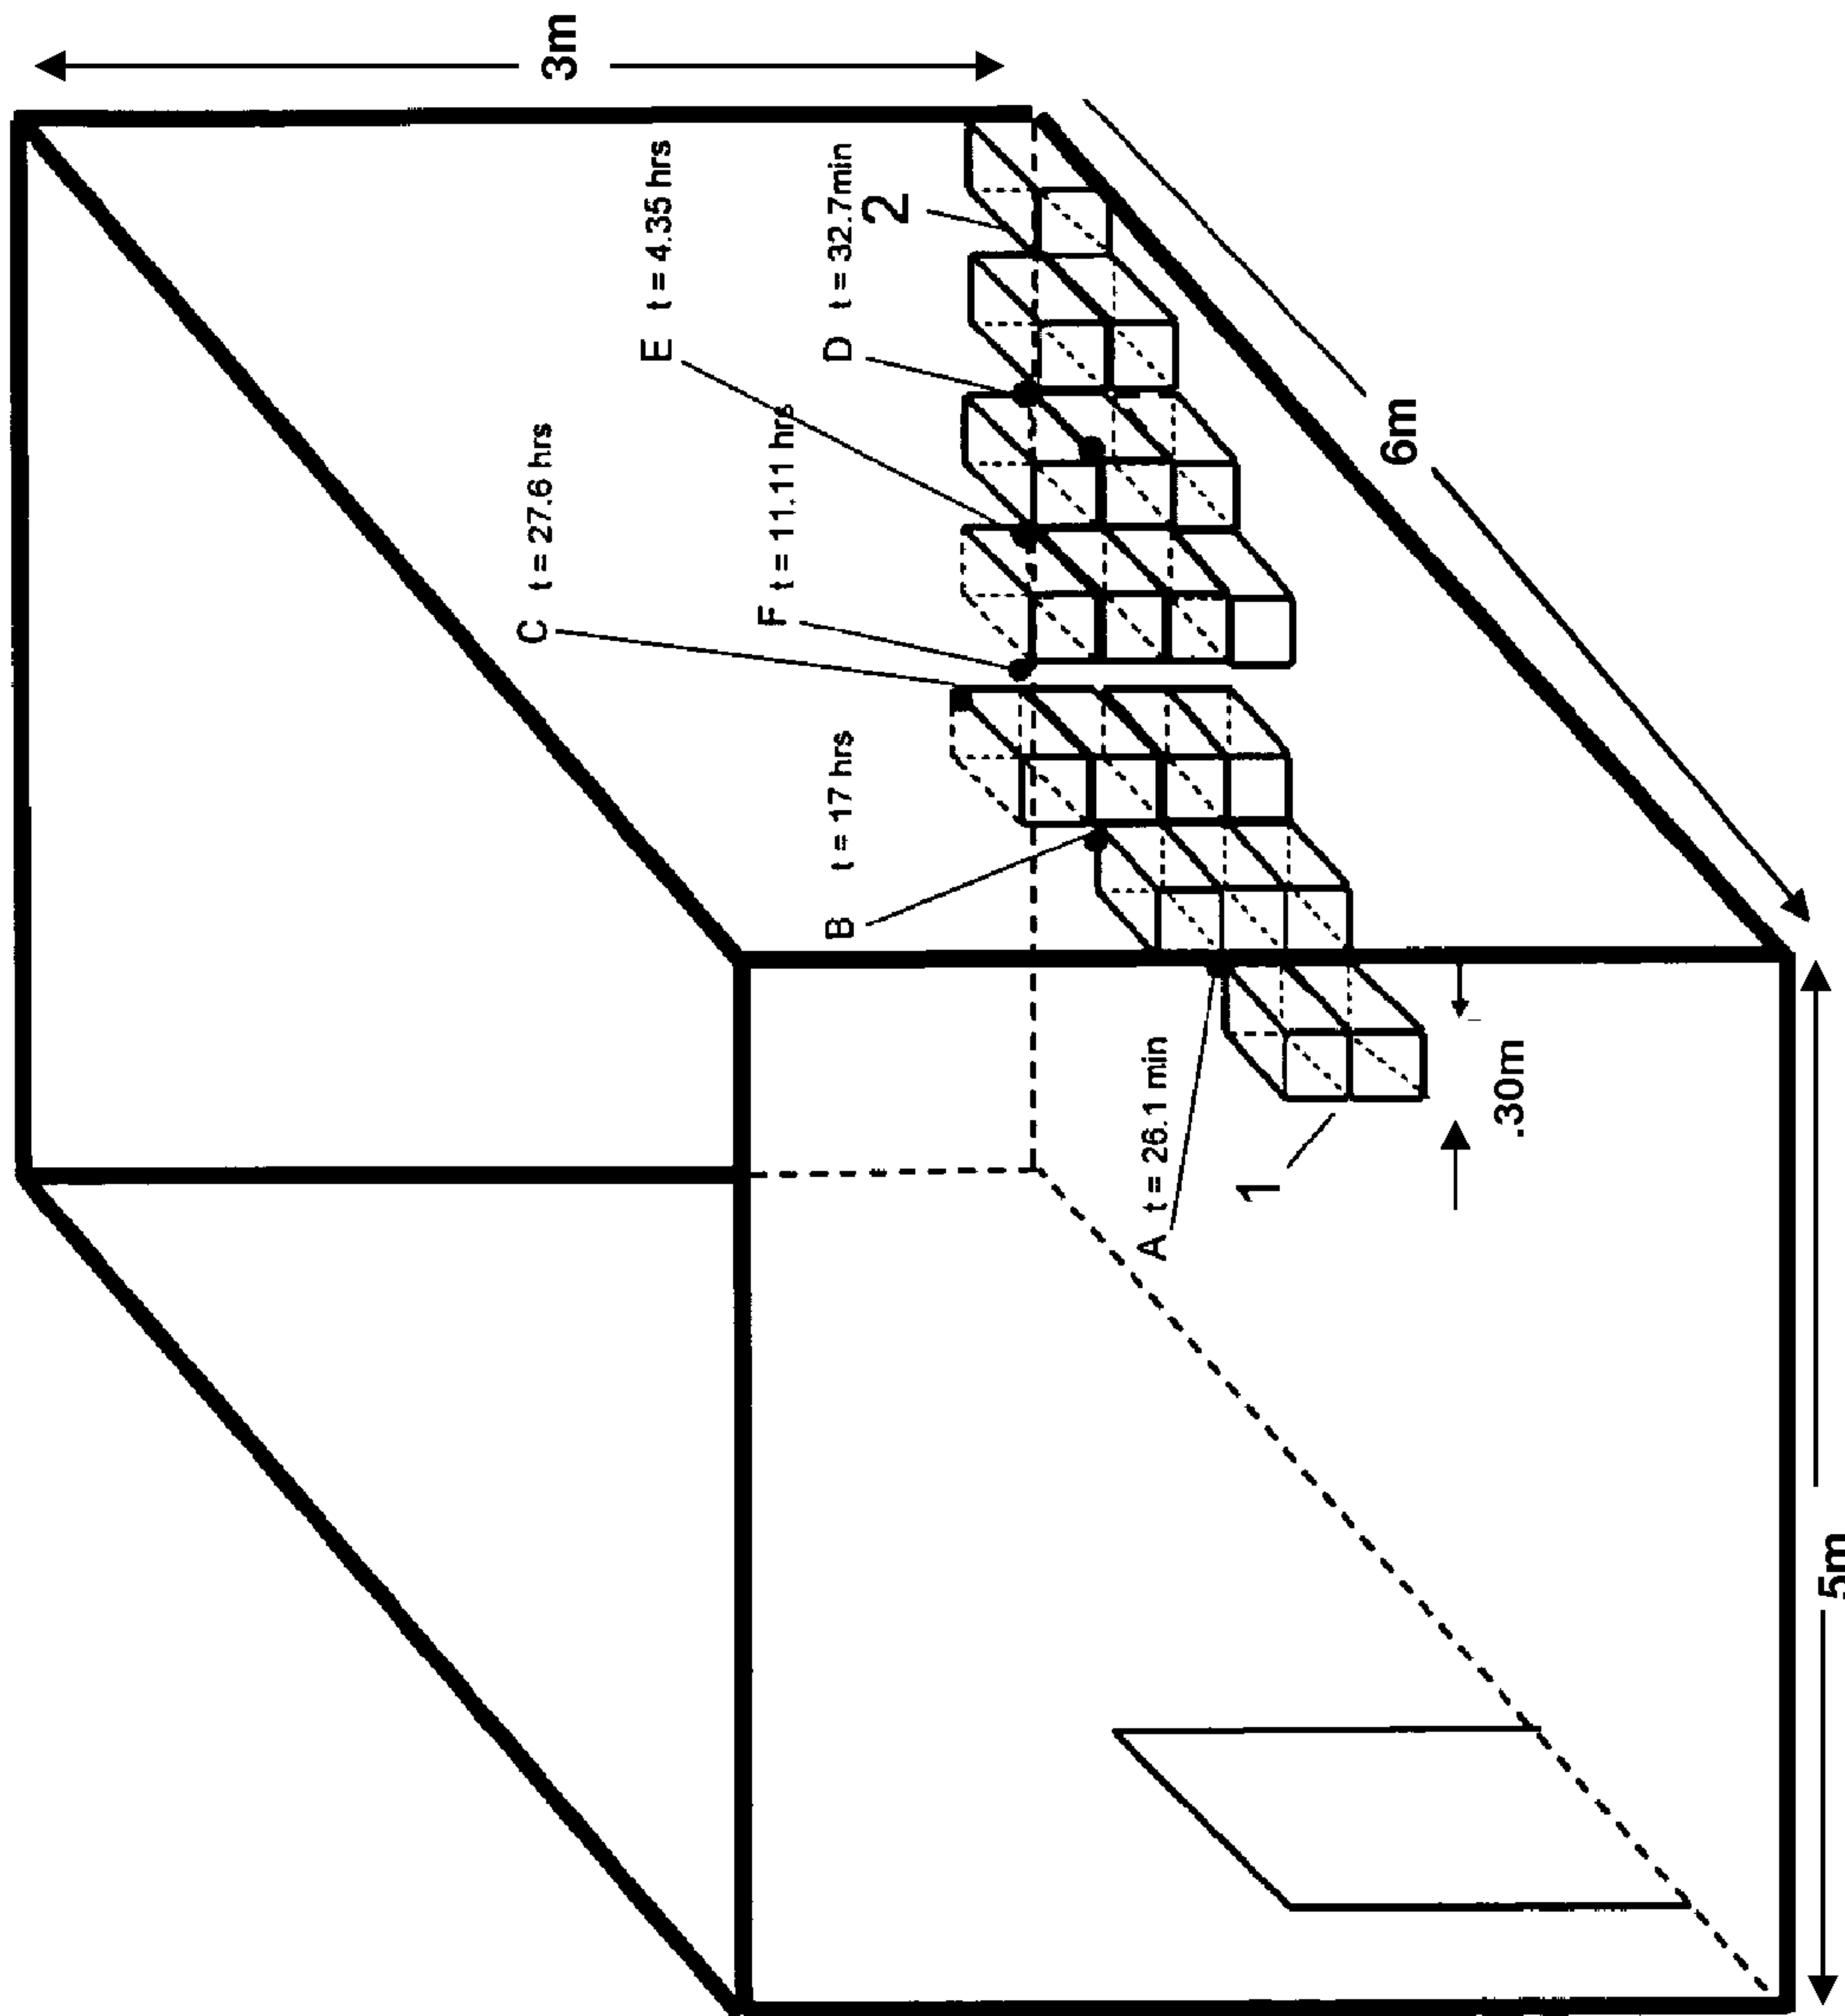 C t = 27.6 hrs
3m
E t = 4.35 hrs
F t = 11.11 hrs
B t = 17 hrs
D t = 32.7min
2
A t = 26.1 min
1
6m
.30m
5m